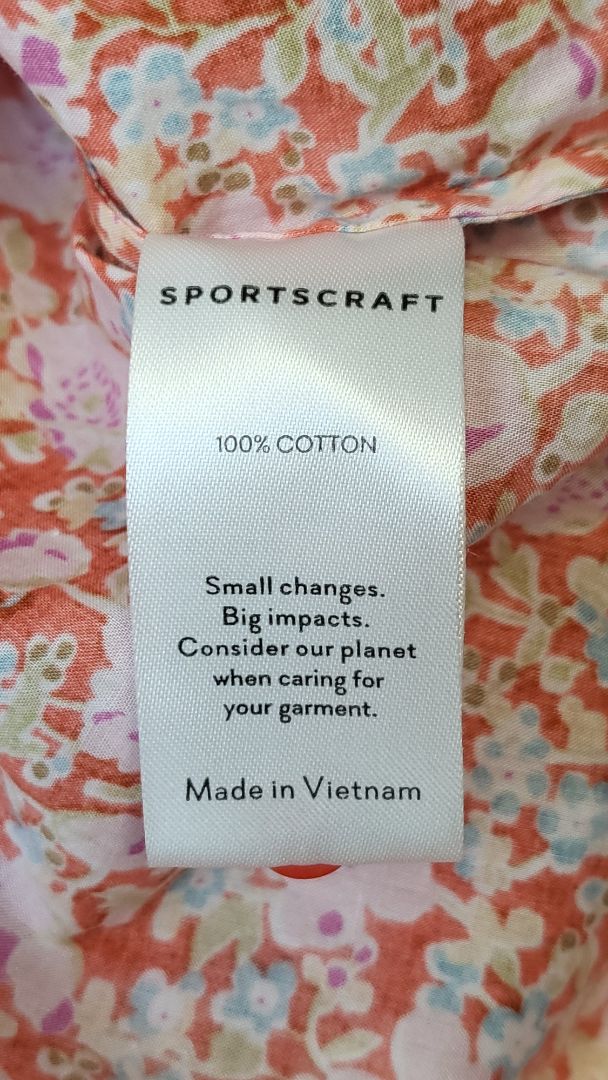 SPORTSCRAFT
100% COTTON
Small changes.
Big impacts.
Consider our planet
when caring for
your garment.
Made in Vietnam